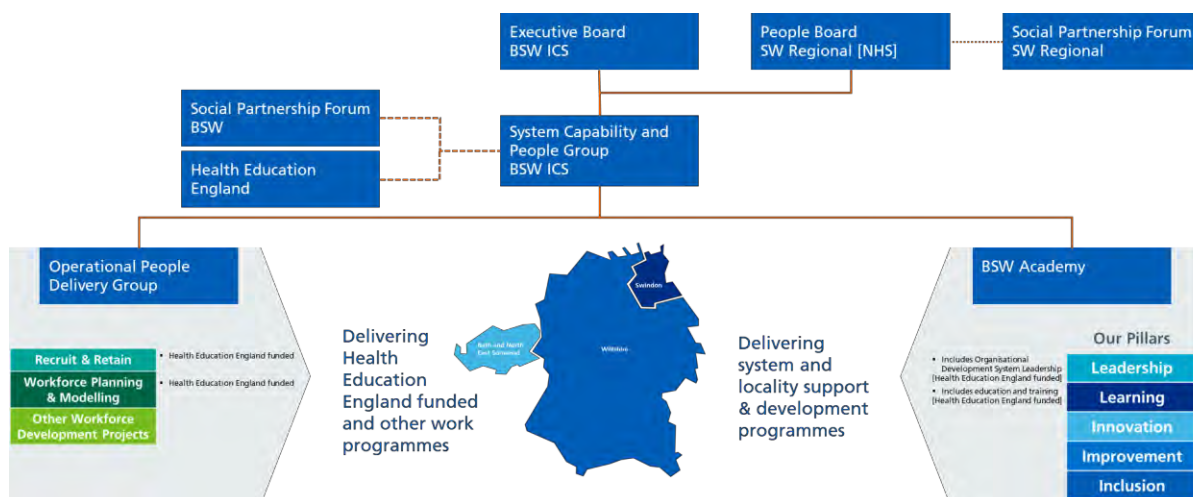 Executive Board
BSW ICS
People Board
SW Regional [NHS]
Social Partnership Forum
SW Regional
Social Partnership Forum
BSW
Health Education
England
System Capability and
People Group
BSW ICS
Operational People
Delivery Group
Recruit & Retain
• Health Education England funded
Workforce Planning
& Modelling
• Health Education England funded
Other Workforce
Development Projects
Delivering
Health
Education
England funded
and other work
programmes
Swindon
Bath and North
East Somerset
Wiltshire
Delivering
system and
locality support
& development
programmes
BSW Academy
Our Pillars
• Includes Organisational
Development System Leadership
[Health Education England funded]
• Includes education and training
[Health Education England funded]
Leadership
Learning
Innovation
Improvement
Inclusion